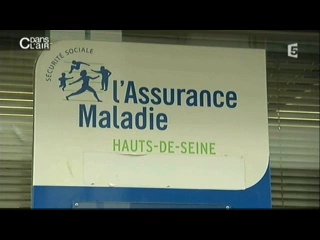 C dans
L'air
5
SÉCURITÉ SOCIALE
l'Assurance
Maladie
HAUTS-DE-SEINE